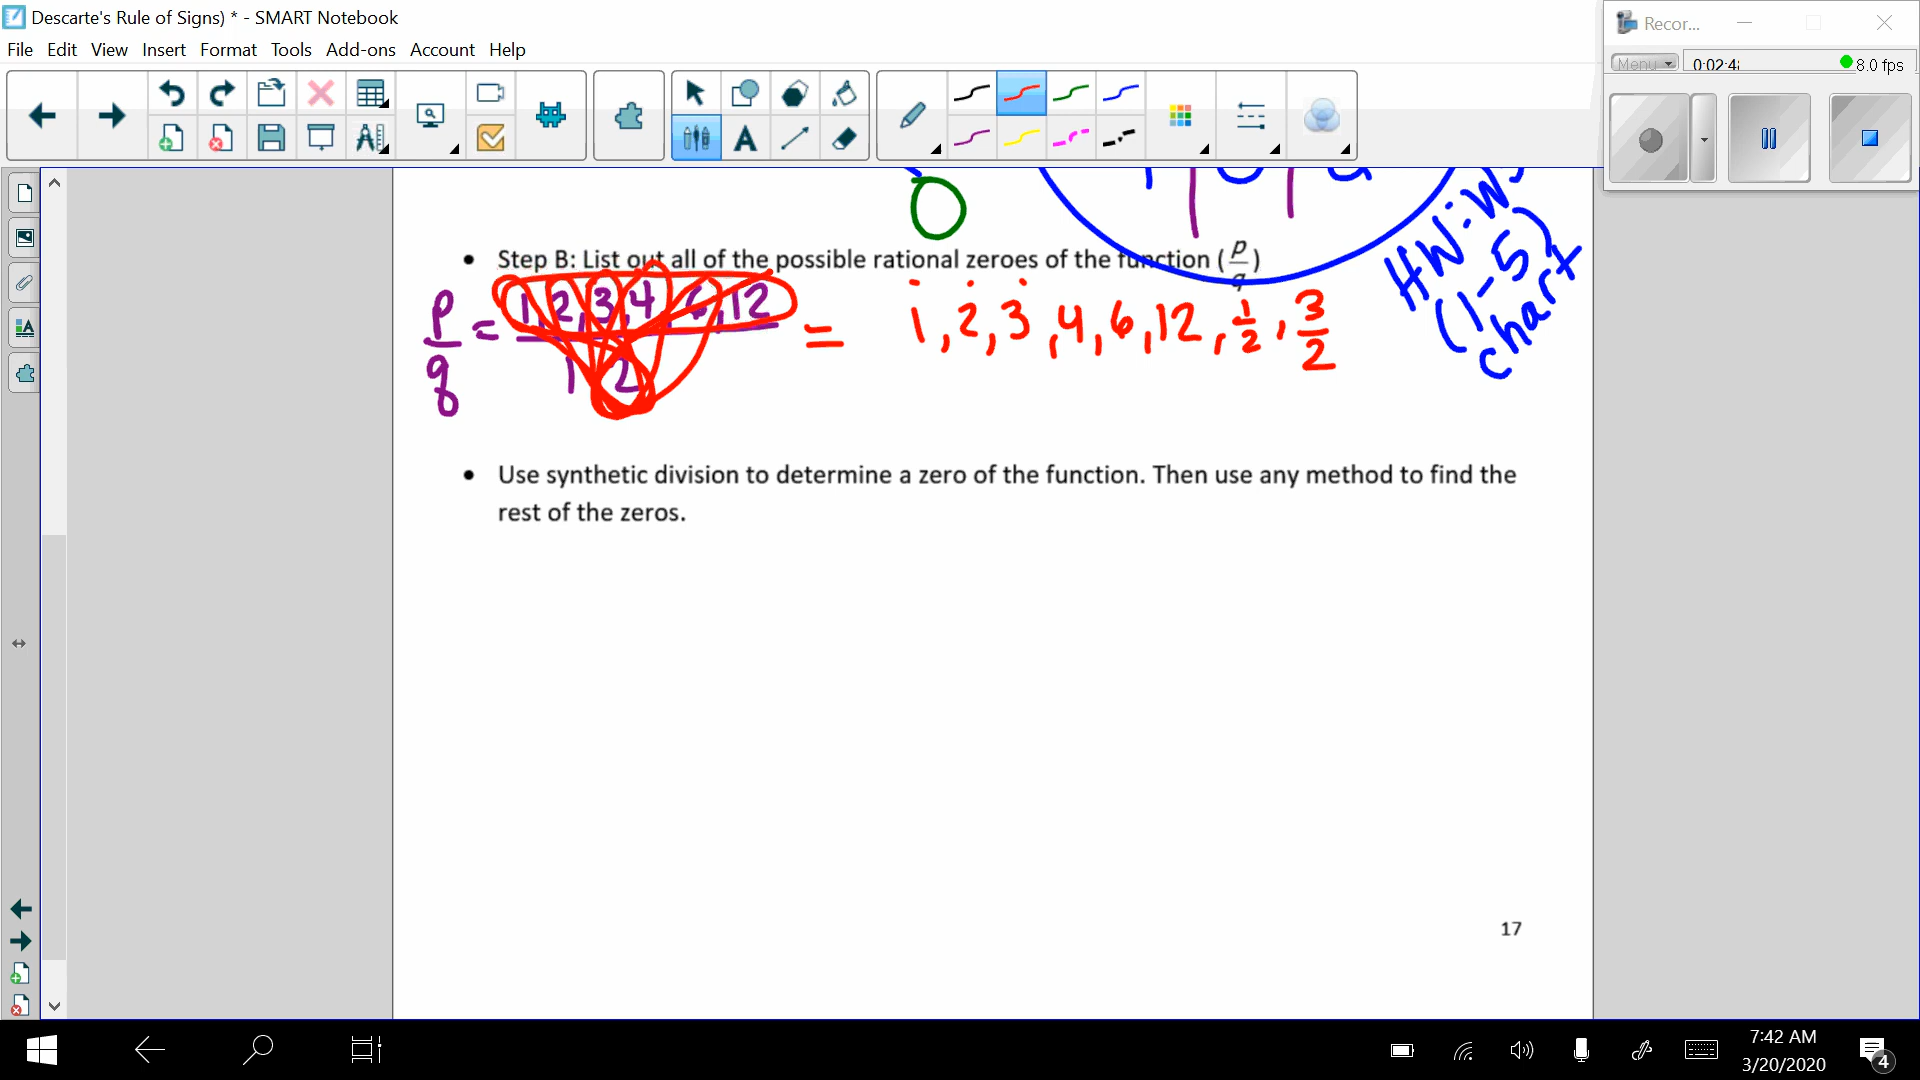 Descarte's Rule of Signs) * - SMART Notebook
File Edit View Insert Format Tools Add-ons Account Help
Recor...
Menu 0:02:4 8.0 fps
0
HW: W
(1-5)
chart
• Step B: List out all of the possible rational zeroes of the function (p/q)
p/q = 1, 2, 3, 4, 6, 12 / 1, 2 = 1, 2, 3, 4, 6, 12, 1/2, 3/2
• Use synthetic division to determine a zero of the function. Then use any method to find the
rest of the zeros.
17
7:42 AM
3/20/2020
4